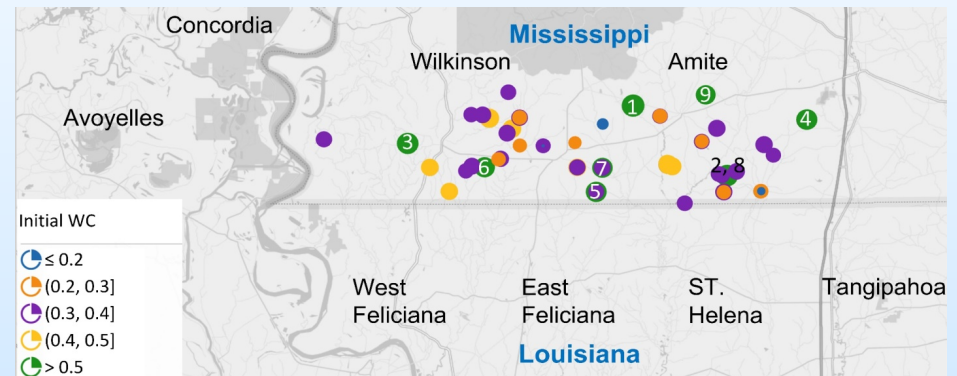 Concordia
Mississippi
Wilkinson
Amite
Avoyelles
1
9
4
3
6
7
2, 8
5
Initial WC
≤ 0.2
(0.2, 0.3]
(0.3, 0.4]
(0.4, 0.5]
> 0.5
West
Feliciana
East
Feliciana
ST.
Helena
Tangipahoa
Louisiana